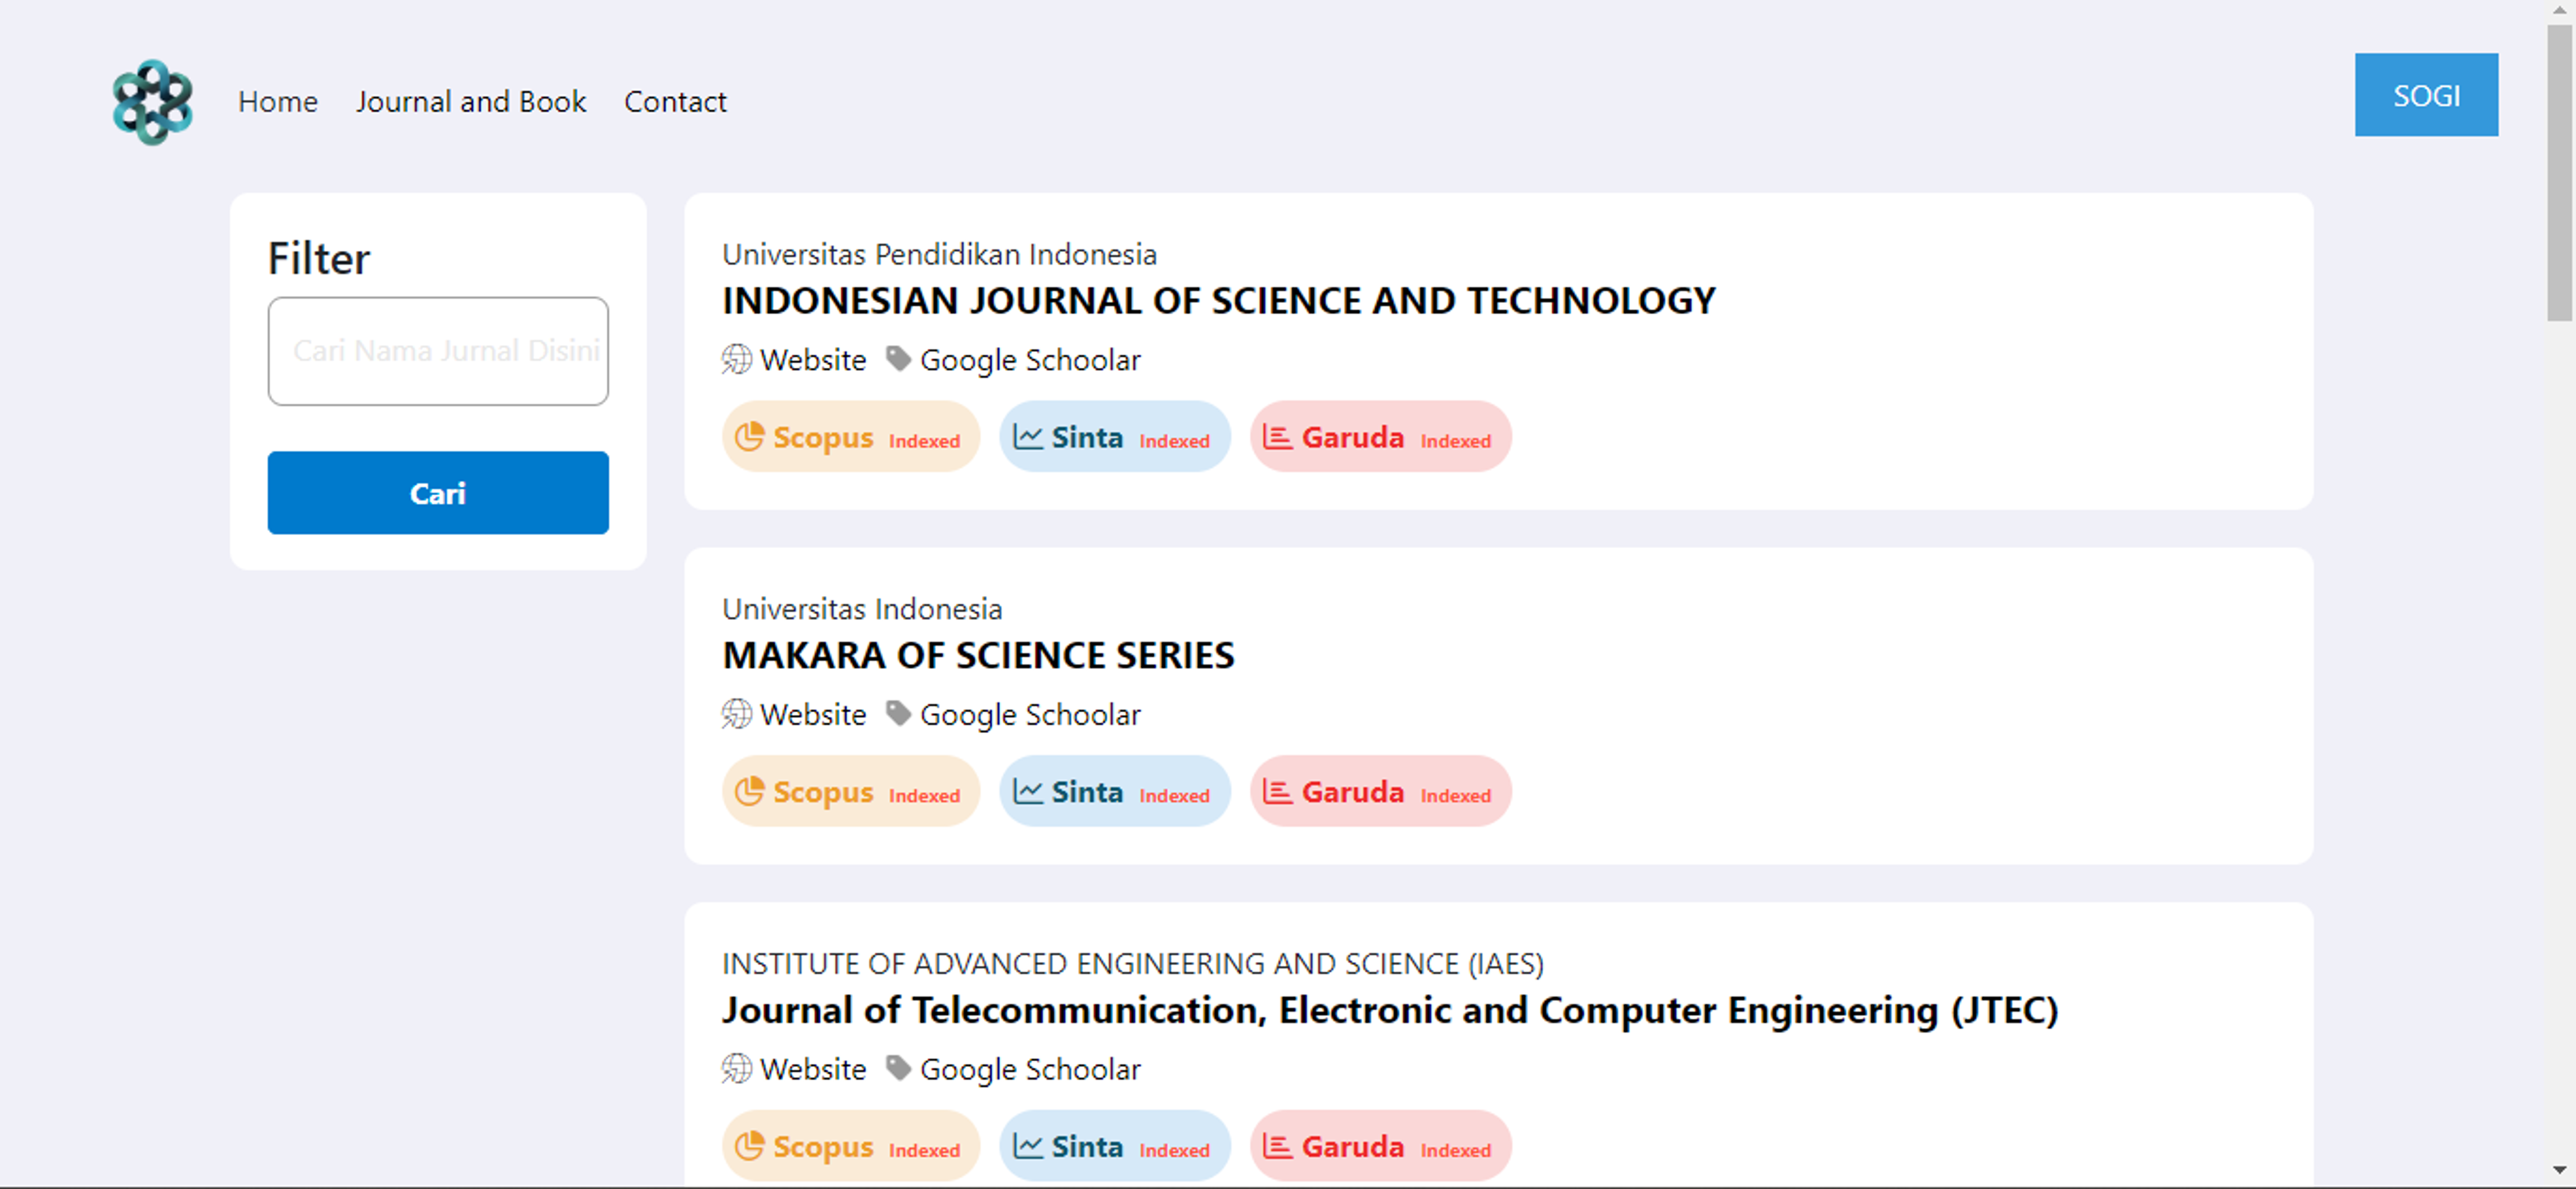 Home Journal and Book Contact
SOGI
Filter
Cari Nama Jurnal Disini
Cari
Universitas Pendidikan Indonesia
INDONESIAN JOURNAL OF SCIENCE AND TECHNOLOGY
Website Google Schoolar
Scopus Indexed Sinta Indexed Garuda Indexed
Universitas Indonesia
MAKARA OF SCIENCE SERIES
Website Google Schoolar
Scopus Indexed Sinta Indexed Garuda Indexed
INSTITUTE OF ADVANCED ENGINEERING AND SCIENCE (IAES)
Journal of Telecommunication, Electronic and Computer Engineering (JTEC)
Website Google Schoolar
Scopus Indexed Sinta Indexed Garuda Indexed